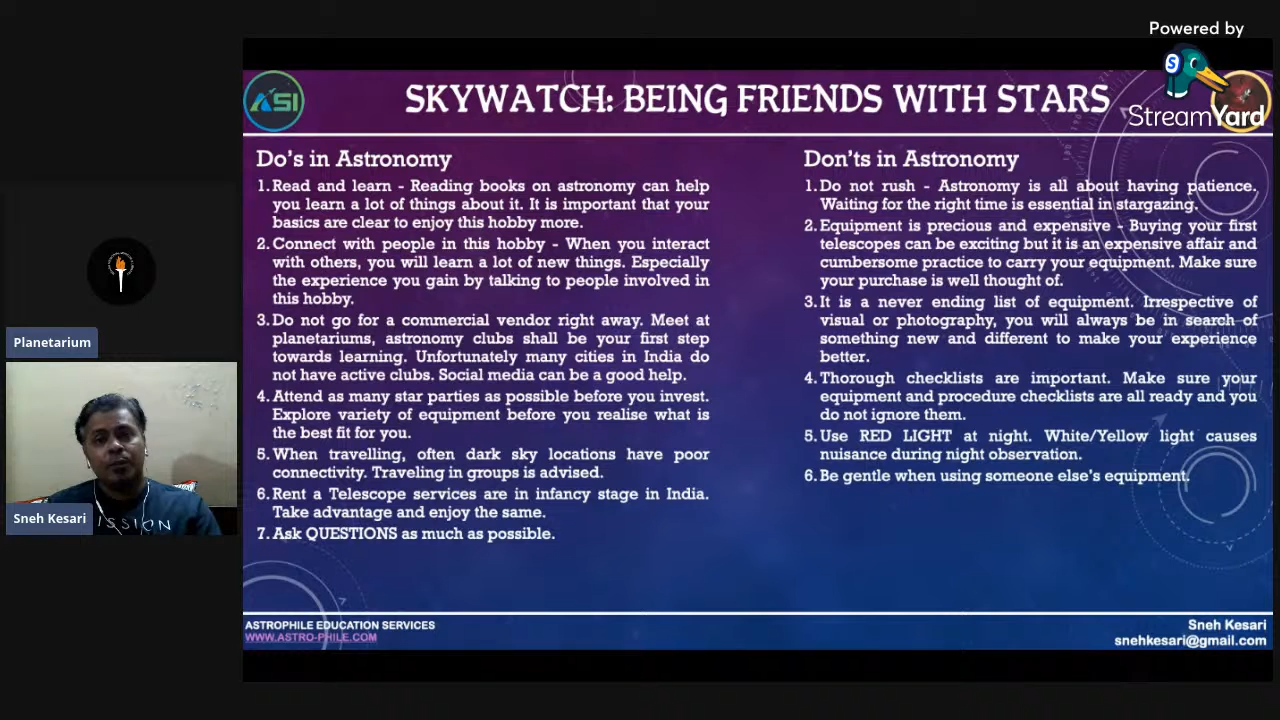 Powered by
StreamYard
ASI
SKYWATCH: BEING FRIENDS WITH STARS
Do's in Astronomy
1. Read and learn - Reading books on astronomy can help
you learn a lot of things about it. It is important that your
basics are clear to enjoy this hobby more.
2. Connect with people in this hobby - When you interact
with others, you will learn a lot of new things. Especially
the experience you gain by talking to people involved in
this hobby.
3. Do not go for a commercial vendor right away. Meet at
planetariums, astronomy clubs shall be your first step
towards learning. Unfortunately many cities in India do
not have active clubs. Social media can be a good help.
4. Attend as many star parties as possible before you invest.
Explore variety of equipment before you realise what is
the best fit for you.
5. When travelling, often dark sky locations have poor
connectivity. Traveling in groups is advised.
6. Rent a Telescope services are in infancy stage in India.
Take advantage and enjoy the same.
7. Ask QUESTIONS as much as possible.
Don'ts in Astronomy
1. Do not rush - Astronomy is all about having patience.
Waiting for the right time is essential in stargazing.
2. Equipment is precious and expensive - Buying your first
telescopes can be exciting but it is an expensive affair and
cumbersome practice to carry your equipment. Make sure
your purchase is well thought of.
3. It is a never ending list of equipment. Irrespective of
visual or photography, you will always be in search of
something new and different to make your experience
better.
4. Thorough checklists are important. Make sure your
equipment and procedure checklists are all ready and you
do not ignore them.
5. Use RED LIGHT at night. White/Yellow light causes
nuisance during night observation.
6. Be gentle when using someone else's equipment.
Planetarium
Sneh Kesari
ISSION
ASTROPHILE EDUCATION SERVICES
WWW.ASTRO-PHILE.COM
Sneh Kesari
snehkesari@gmail.com